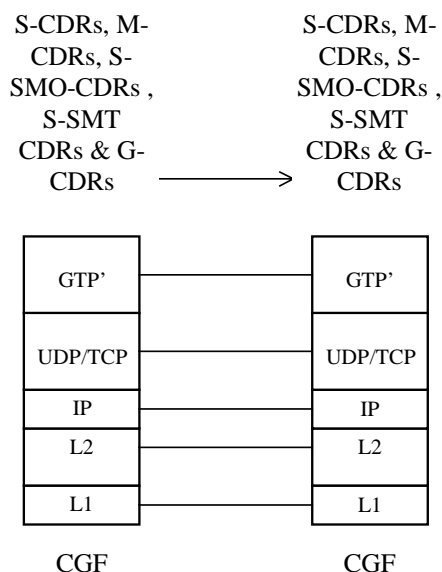 S-CDRs, M-
CDRs, S-
SMO-CDRs ,
S-SMT
CDRs & G-
CDRs
S-CDRs, M-
CDRs, S-
SMO-CDRs ,
S-SMT
CDRs & G-
CDRs
GTP’
GTP’
UDP/TCP
UDP/TCP
IP
IP
L2
L2
L1
L1
CGF
CGF